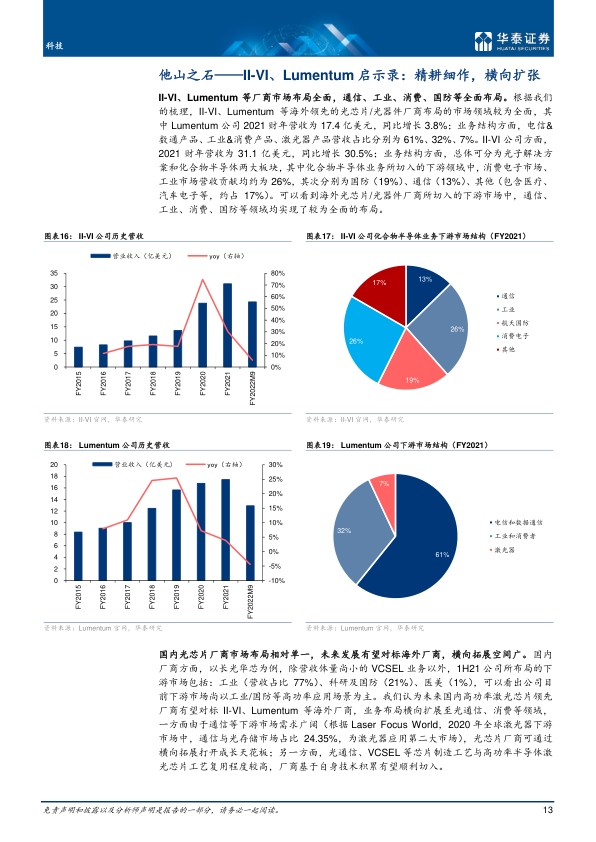 科技
华泰证券
HUATAI SECURITIES
他山之石——II-VI、Lumentum 启示录：精耕细作，横向扩张
II-VI、Lumentum 等厂商市场布局全面，通信、工业、消费、国防等全面布局。根据我们
的梳理，II-VI、Lumentum 等海外领先的光芯片/光器件厂商布局的市场领域较为全面，其
中 Lumentum 公司 2021 财年营收为 17.4 亿美元，同比增长 3.8%；业务结构方面，电信&
数通产品、工业&消费产品、激光器产品营收占比分别为 61%、32%、7%。II-VI 公司方面，
2021 财年营收为 31.1 亿美元，同比增长 30.5%；业务结构方面，总体可分为光子解决方
案和化合物半导体两大板块，其中化合物半导体业务所切入的下游领域中，消费电子市场、
工业市场营收贡献均约为 26%，其次分别为国防（19%）、通信（13%）、其他（包含医疗、
汽车电子等，约占 17%）。可以看到海外光芯片/光器件厂商所切入的下游市场中，通信、
工业、消费、国防等领域均实现了较为全面的布局。
图表16： II-VI 公司历史营收
营业收入（亿美元）
yoy（右轴）
35
30
25
20
15
10
5
0
80%
70%
60%
50%
40%
30%
20%
10%
0%
FY2015
FY2016
FY2017
FY2018
FY2019
FY2020
FY2021
FY2022M9
资料来源：II-VI 官网，华泰研究
图表17： II-VI 公司化合物半导体业务下游市场结构（FY2021）
13%
26%
19%
26%
17%
通信
工业
航天国防
消费电子
其他
资料来源：II-VI 官网，华泰研究
图表18： Lumentum 公司历史营收
营业收入（亿美元）
yoy（右轴）
20
18
16
14
12
10
8
6
4
2
0
30%
25%
20%
15%
10%
5%
0%
-5%
-10%
FY2015
FY2016
FY2017
FY2018
FY2019
FY2020
FY2021
FY2022M9
资料来源：Lumentum 官网，华泰研究
图表19： Lumentum 公司下游市场结构（FY2021）
61%
32%
7%
电信和数据通信
工业和消费者
激光器
资料来源：Lumentum 官网，华泰研究
国内光芯片厂商市场布局相对单一，未来发展有望对标海外厂商，横向拓展空间广。国内
厂商方面，以长光华芯为例，除营收体量尚小的 VCSEL 业务以外，1H21 公司所布局的下
游市场包括：工业（营收占比 77%）、科研及国防（21%）、医美（1%），可以看出公司目
前下游市场尚以工业/国防等高功率应用场景为主。我们认为未来国内高功率激光芯片领先
厂商有望对标 II-VI、Lumentum 等海外厂商，业务布局横向扩展至光通信、消费等领域，
一方面由于通信等下游市场需求广阔（根据 Laser Focus World，2020 年全球激光器下游
市场中，通信与光存储市场占比 24.35%，为激光器应用第二大市场），光芯片厂商可通过
横向拓展打开成长天花板；另一方面，光通信、VCSEL 等芯片制造工艺与高功率半导体激
光芯片工艺复用程度较高，厂商基于自身技术积累有望顺利切入。
免责声明和披露以及分析师声明是报告的一部分，请务必一起阅读。
13